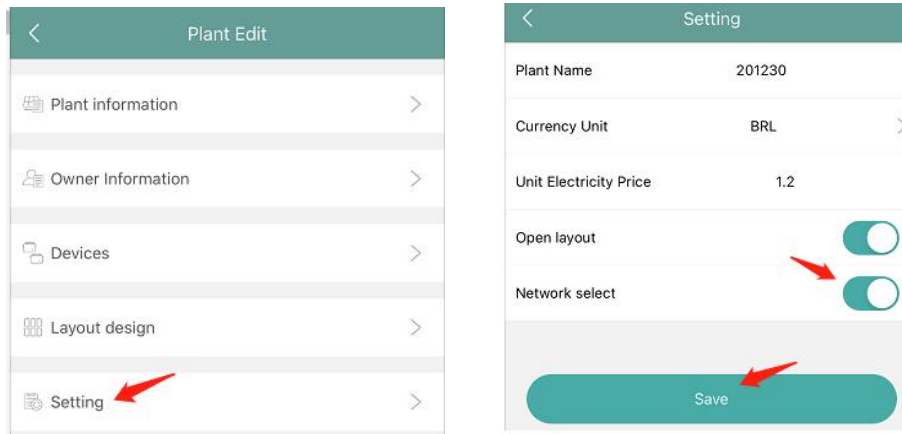 Plant Edit
Plant information
Owner Information
Devices
Layout design
Setting
Setting
Plant Name 201230
Currency Unit BRL
Unit Electricity Price 1.2
Open layout
Network select
Save